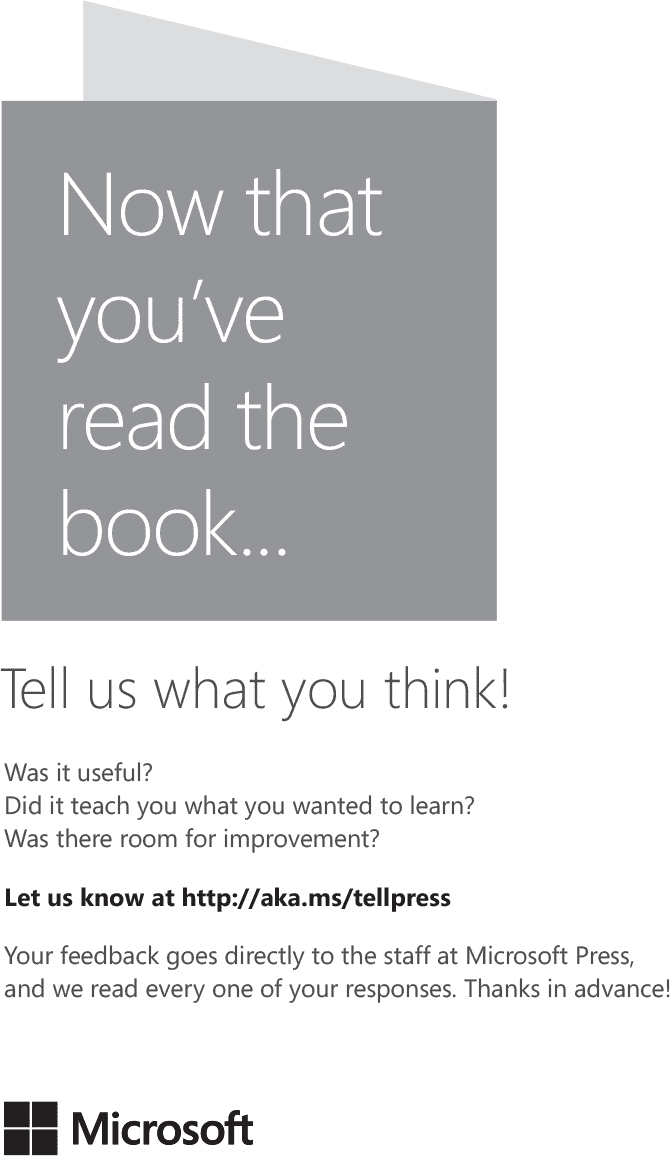 Now that
you've
read the
book...
Tell us what you think!
Was it useful?
Did it teach you what you wanted to learn?
Was there room for improvement?
Let us know at http://aka.ms/tellpress
Your feedback goes directly to the staff at Microsoft Press,
and we read every one of your responses. Thanks in advance!
Microsoft